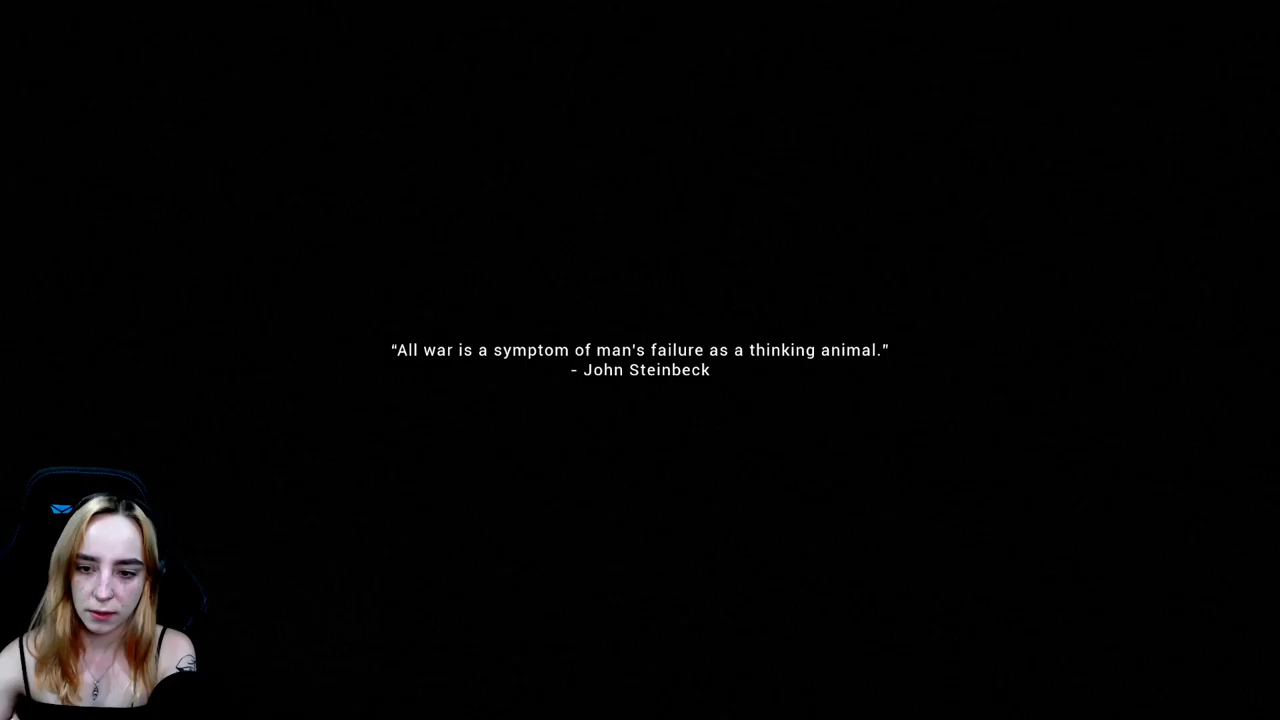 “All war is a symptom of man's failure as a thinking animal.”
- John Steinbeck